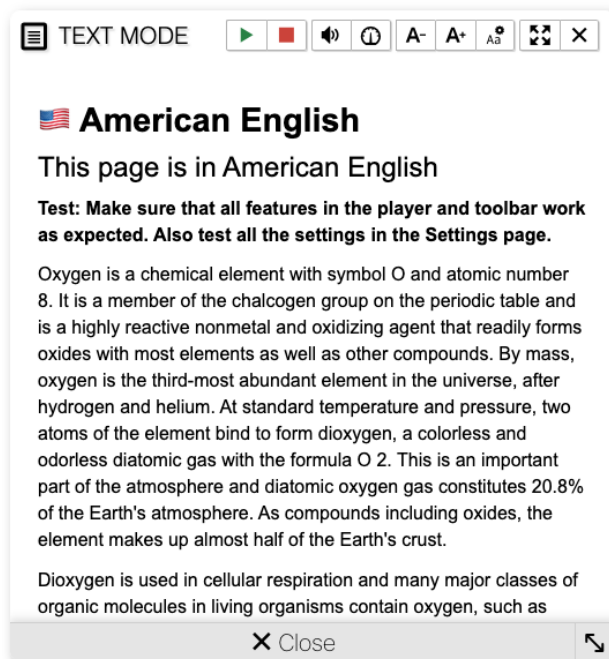 TEXT MODE
A- A+ Aa
American English
This page is in American English
Test: Make sure that all features in the player and toolbar work
as expected. Also test all the settings in the Settings page.
Oxygen is a chemical element with symbol O and atomic number
8. It is a member of the chalcogen group on the periodic table and
is a highly reactive nonmetal and oxidizing agent that readily forms
oxides with most elements as well as other compounds. By mass,
oxygen is the third-most abundant element in the universe, after
hydrogen and helium. At standard temperature and pressure, two
atoms of the element bind to form dioxygen, a colorless and
odorless diatomic gas with the formula O 2. This is an important
part of the atmosphere and diatomic oxygen gas constitutes 20.8%
of the Earth's atmosphere. As compounds including oxides, the
element makes up almost half of the Earth's crust.
Dioxygen is used in cellular respiration and many major classes of
organic molecules in living organisms contain oxygen, such as
Close